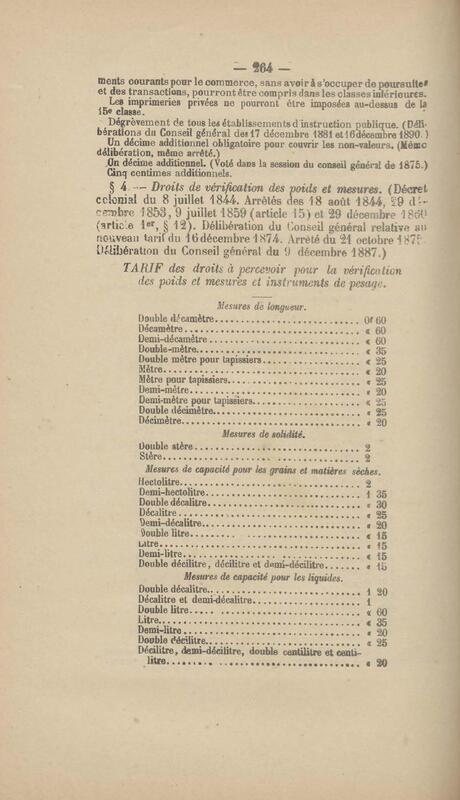 — 264 —
ments courants pour le commerce, sans avoir à s'occuper de poursuites
et des transactions, pourront être compris dans les classes inférieures.
Les imprimeries privées ne pourront être imposées au-dessus de la
15e classe.
Dégrèvement de tous les établissements d'instruction publique. (Déli-
bérations du Conseil général des 17 décembre 1881 et 16 décembre 1890.)
Un décime additionnel obligatoire pour couvrir les non-valeurs. (Même
délibération, même arrêté.)
Un décime additionnel. (Voté dans la session du conseil général de 1875.)
Cinq centimes additionnels.
§ 4. — Droits de vérification des poids et mesures. (Décret
colonial du 8 juillet 1844. Arrêtés des 18 août 1844, 29 dé-
cembre 1853, 9 juillet 1859 (article 15) et 29 décembre 1860
(article 1er, § 12). Délibération du Conseil général relative au
nouveau tarif du 16 décembre 1874. Arrêté du 21 octobre 1875.
Délibération du Conseil général du 9 décembre 1887.)
TARIF des droits à percevoir pour la vérification
des poids et mesures et instruments de pesage.
Mesures de longueur.
Double décamètre.......... 0f 60
Décamètre.......... « 60
Demi-décamètre.......... « 60
Double-mètre.......... « 35
Double mètre pour tapissiers.......... « 25
Mètre.......... « 20
Mètre pour tapissiers.......... « 25
Demi-mètre.......... « 20
Demi-mètre pour tapissiers.......... « 25
Double décimètre.......... « 25
Décimètre.......... « 20
Mesures de solidité.
Double stère.......... 2
Stère.......... 2
Mesures de capacité pour les grains et matières sèches.
Hectolitre.......... 2
Demi-hectolitre.......... 1 35
Double décalitre.......... « 30
Décalitre.......... « 25
Demi-décalitre.......... « 20
Double litre.......... « 15
Litre.......... « 15
Demi-litre.......... « 15
Double décilitre, décilitre et demi-décilitre.......... « 15
Mesures de capacité pour les liquides.
Double décalitre.......... 1 20
Décalitre et demi-décalitre.......... 1
Double litre.......... « 60
Litre.......... « 35
Demi-litre.......... « 20
Double décilitre.......... « 25
Décilitre, demi-décilitre, double centilitre et centi-
litre.......... « 20